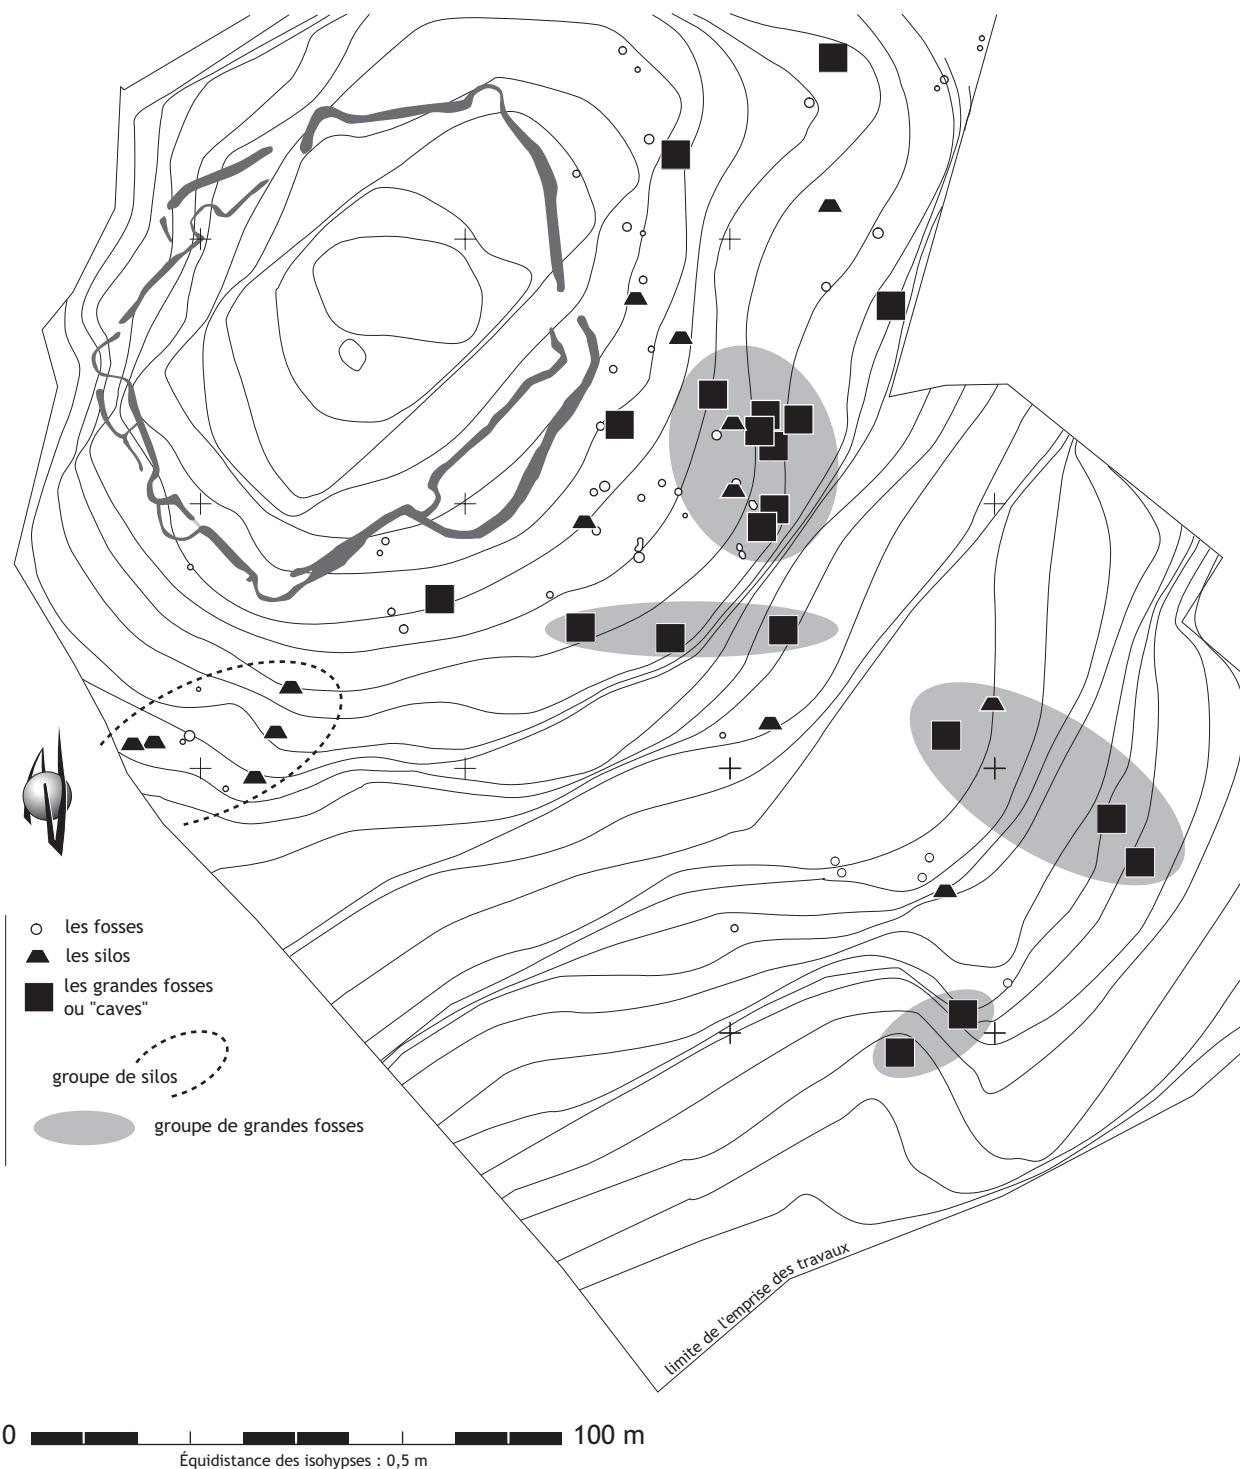 les fosses
les silos
les grandes fosses
ou "caves"
groupe de silos
groupe de grandes fosses
limite de l'emprise des travaux
0
100 m
Équidistance des isohypses : 0,5 m